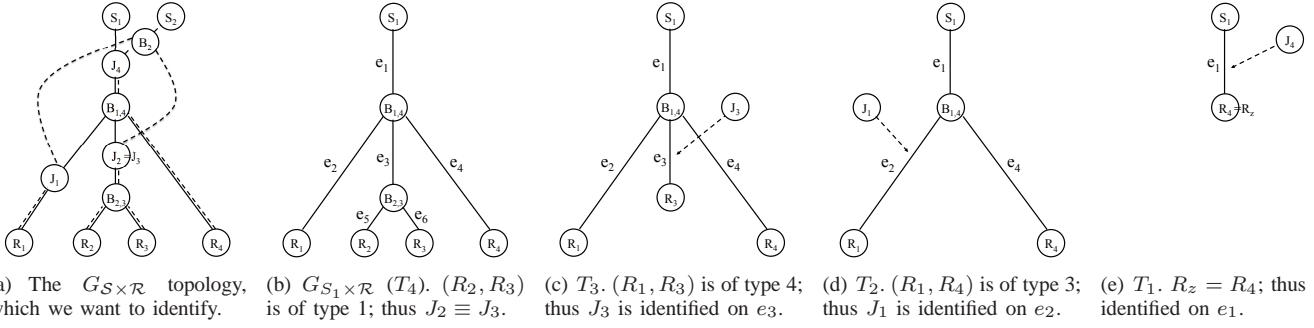 S1 S2
B2
J4
B1,4
J2=J3
J1
B2,3
R1 R2 R3 R4
S1
e1
B1,4
e2 e3 e4
B2,3
e5 e6
R1 R2 R3 R4
S1
e1
B1,4 J3
e2 e3 e4
R3
R1 R4
S1
e1
J1 B1,4
e2 e4
R1 R4
S1
J4
e1
R4=Rz
a) The G𝒮×ℛ topology,
which we want to identify.
(b) GS1×ℛ (T4). (R2, R3)
is of type 1; thus J2 ≡ J3.
(c) T3. (R1, R3) is of type 4;
thus J3 is identified on e3.
(d) T2. (R1, R4) is of type 3;
thus J1 is identified on e2.
(e) T1. Rz = R4; thus
identified on e1.